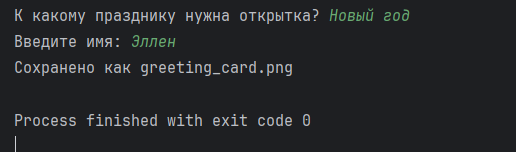 К какому празднику нужна открытка? Новый год
Введите имя: Эллен
Сохранено как greeting_card.png
Process finished with exit code 0